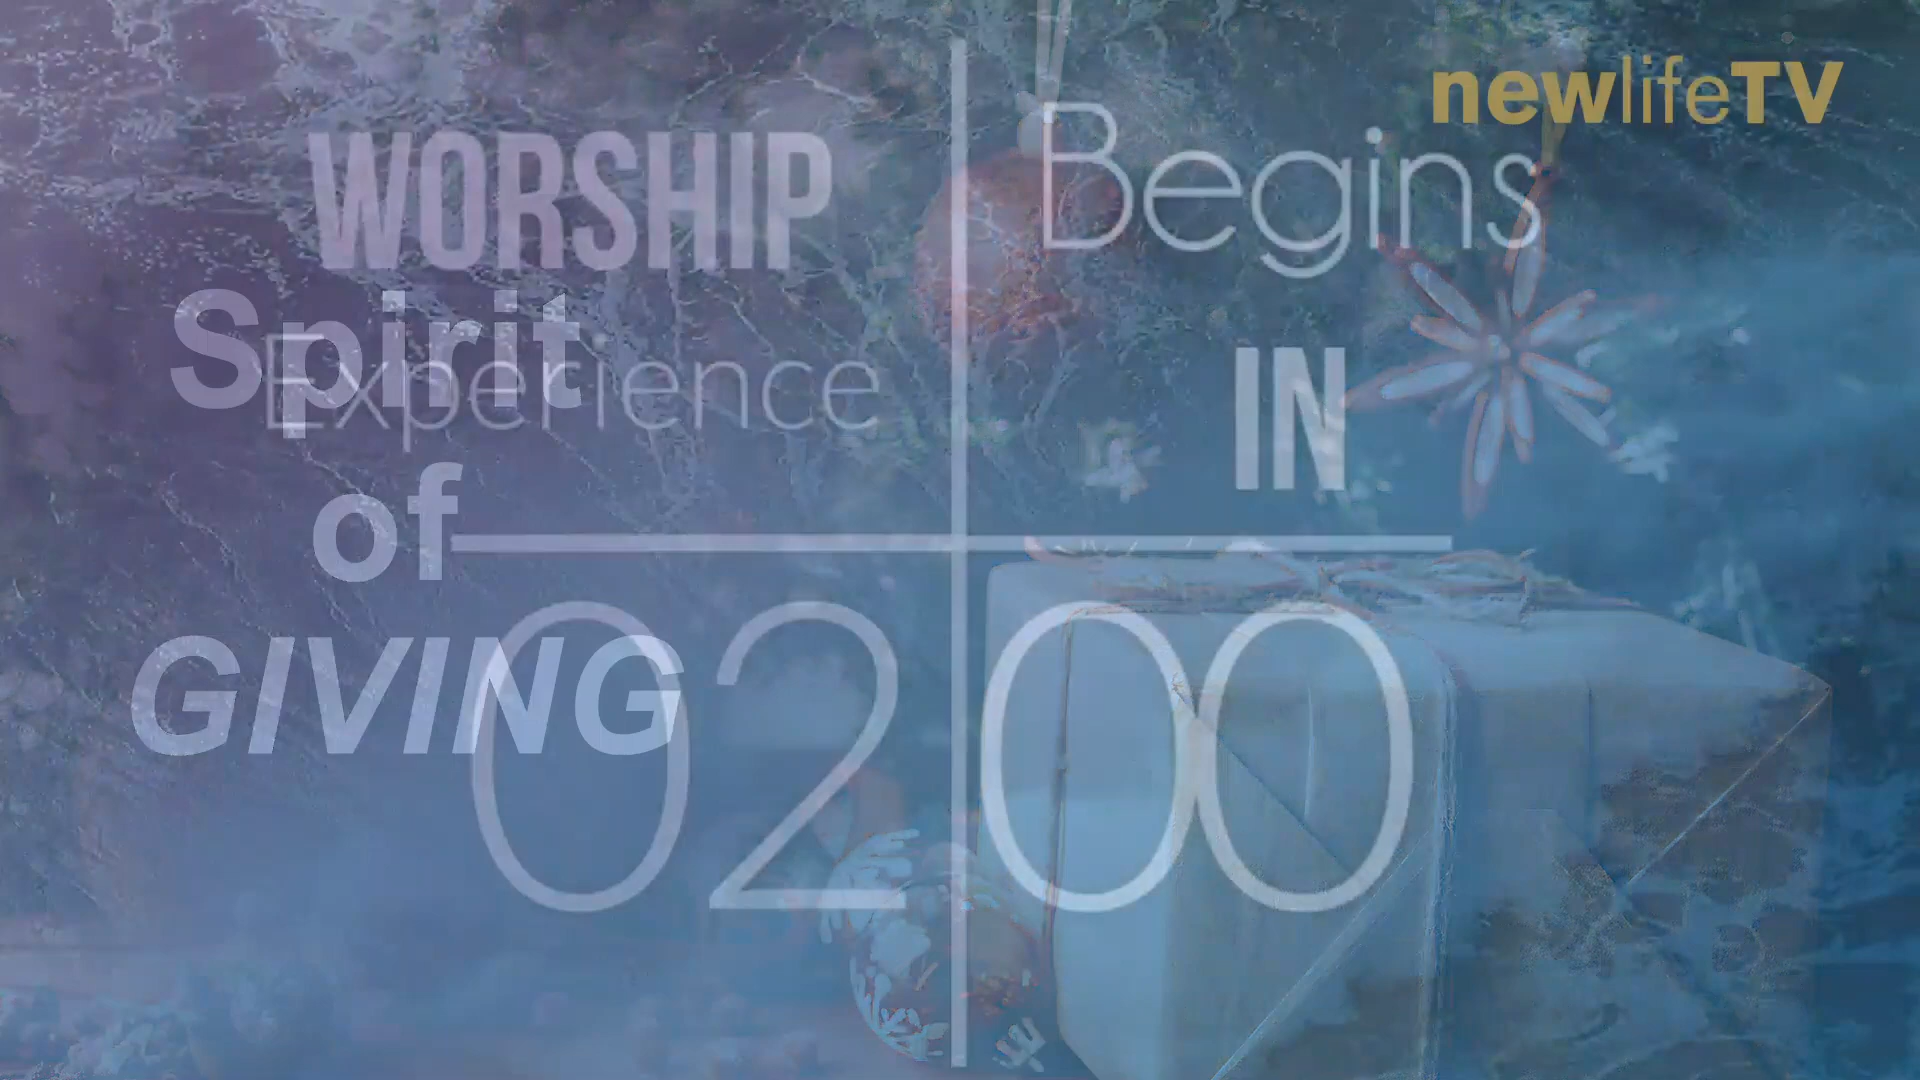 newlifeTV
WORSHIP
Experience
Begins
IN
02 00
Spirit
of
GIVING